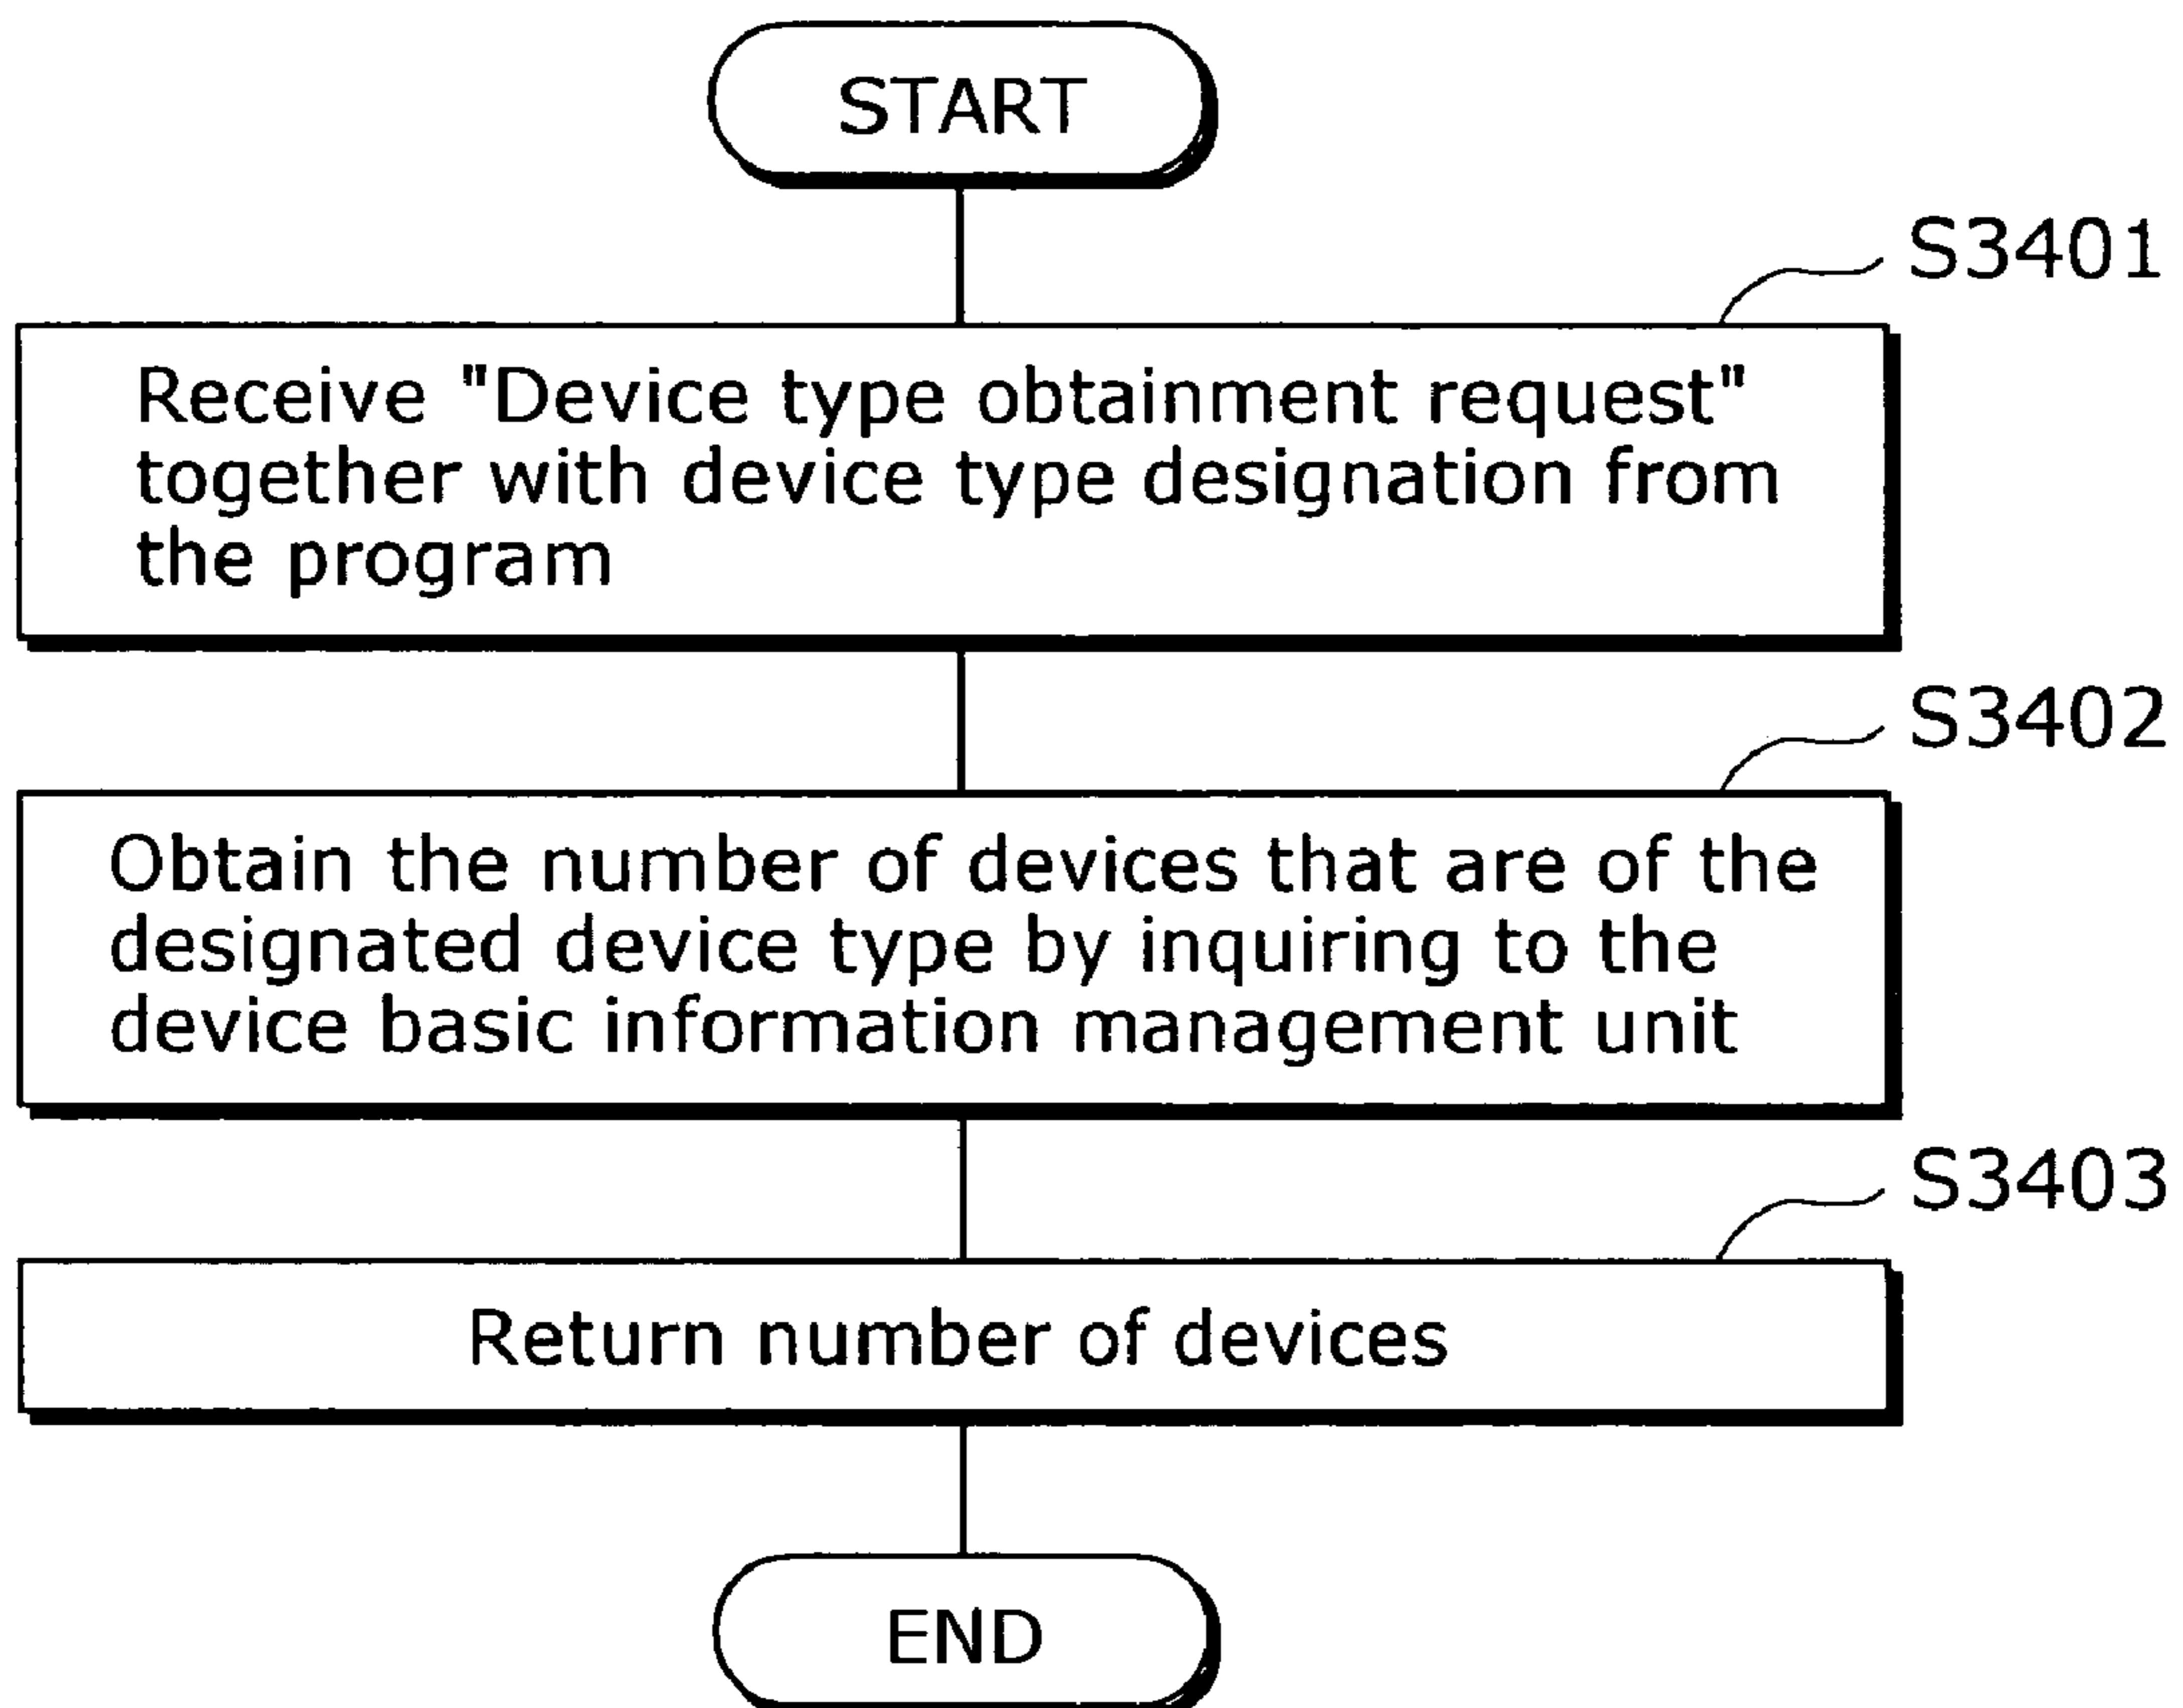 START
S3401
Receive "Device type obtainment request"
together with device type designation from
the program
S3402
Obtain the number of devices that are of the
designated device type by inquiring to the
device basic information management unit
S3403
Return number of devices
END